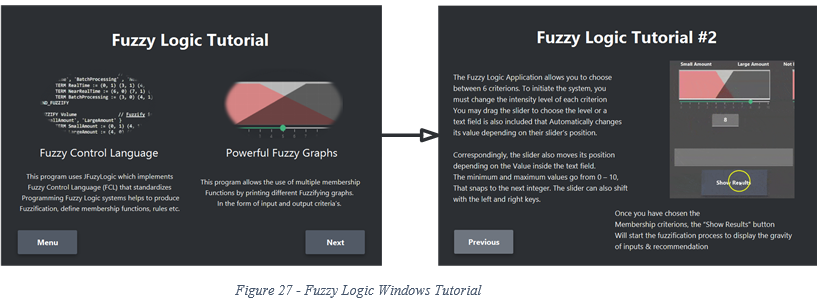 Fuzzy Logic Tutorial
', 'BatchProcessing'
TERM RealTime := (0, 1) (3, 1) (4,
TERM NearRealTime := (6, 0) (7, 1)
TERM BatchProcessing := (3, 0) (4, 1)
ND_FUZZIFY
ZZIFY Volume // Fuzzify
mallAmount', 'LargeAmount' }
TERM SmallAmount := (0, 1) (4,
TERM LargeAmount := (4, 0)
Fuzzy Control Language
This program uses JFuzyLogic which implements
Fuzzy Control Language (FCL) that standardizes
Programming Fuzzy Logic systems helps to produce
Fuzzification, define membership functions, rules etc.
Powerful Fuzzy Graphs
This program allows the use of multiple membership
Functions by printing different Fuzzifying graphs.
In the form of input and output criteria's.
Menu
Next
Fuzzy Logic Tutorial #2
The Fuzzy Logic Application allows you to choose
between 6 criterions. To initiate the system, you
must change the intensity level of each criterion
You may drag the slider to choose the level or a
text field is also included that Automatically changes
its value depending on their slider's position.
Correspondingly, the slider also moves its position
depending on the Value inside the text field.
The minimum and maximum values go from 0 – 10,
That snaps to the next integer. The slider can also shift
with the left and right keys.
Small Amount Large Amount Not
8
Show Results
Once you have chosen the
Membership criterions, the "Show Results" button
Will start the fuzzification process to display the gravity
of inputs & recommendation
Previous
Figure 27 - Fuzzy Logic Windows Tutorial